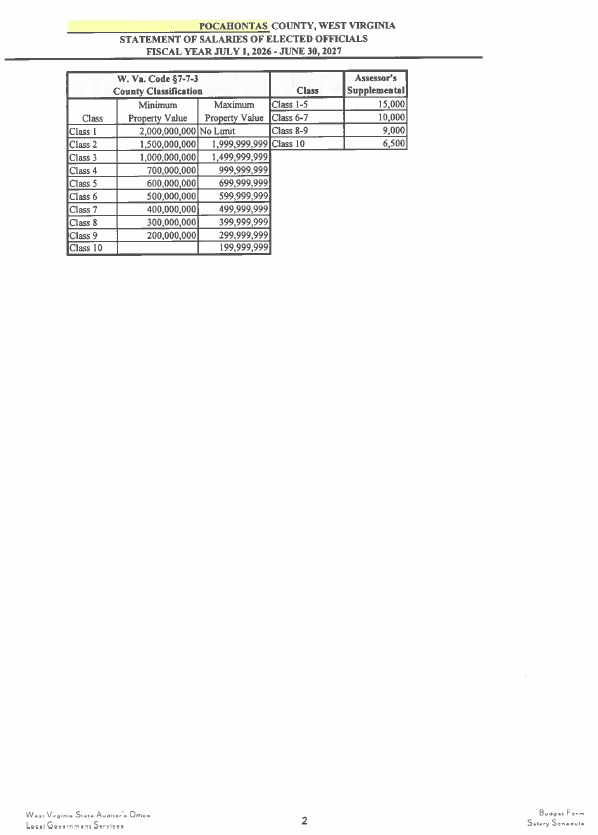 POCAHONTAS COUNTY, WEST VIRGINIA
STATEMENT OF SALARIES OF ELECTED OFFICIALS
FISCAL YEAR JULY 1, 2026 - JUNE 30, 2027
W. Va. Code §7-7-3
County Classification
Class Minimum Property Value Maximum Property Value
Class 1 2,000,000,000 No Limit
Class 2 1,500,000,000 1,999,999,999
Class 3 1,000,000,000 1,499,999,999
Class 4 700,000,000 999,999,999
Class 5 600,000,000 699,999,999
Class 6 500,000,000 599,999,999
Class 7 400,000,000 499,999,999
Class 8 300,000,000 399,999,999
Class 9 200,000,000 299,999,999
Class 10 199,999,999
Class Assessor's Supplemental
Class 1-5 15,000
Class 6-7 10,000
Class 8-9 9,000
Class 10 6,500
West Virginia State Auditor's Office
Local Government Services
2
Budget Form
Salary Schedule